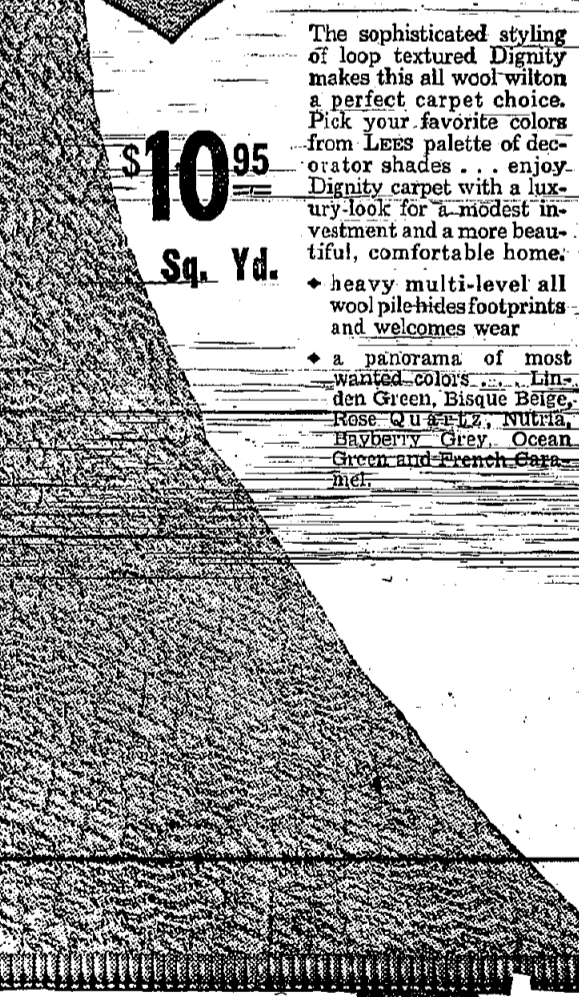 $10.95
Sq. Yd.
The sophisticated styling
of loop textured Dignity
makes this all wool wilton
a perfect carpet choice.
Pick your favorite colors
from LEES palette of dec-
orator shades . . . enjoy
Dignity carpet with a lux-
ury-look for a modest in-
vestment and a more beau-
tiful, comfortable home.
◆ heavy multi-level all
wool pile hides footprints
and welcomes wear
◆ a panorama of most
wanted colors . . . Lin-
den Green, Bisque Beige,
Rose Quartz, Nutria,
Bayberry Grey, Ocean
Green and French Cara-
mel.